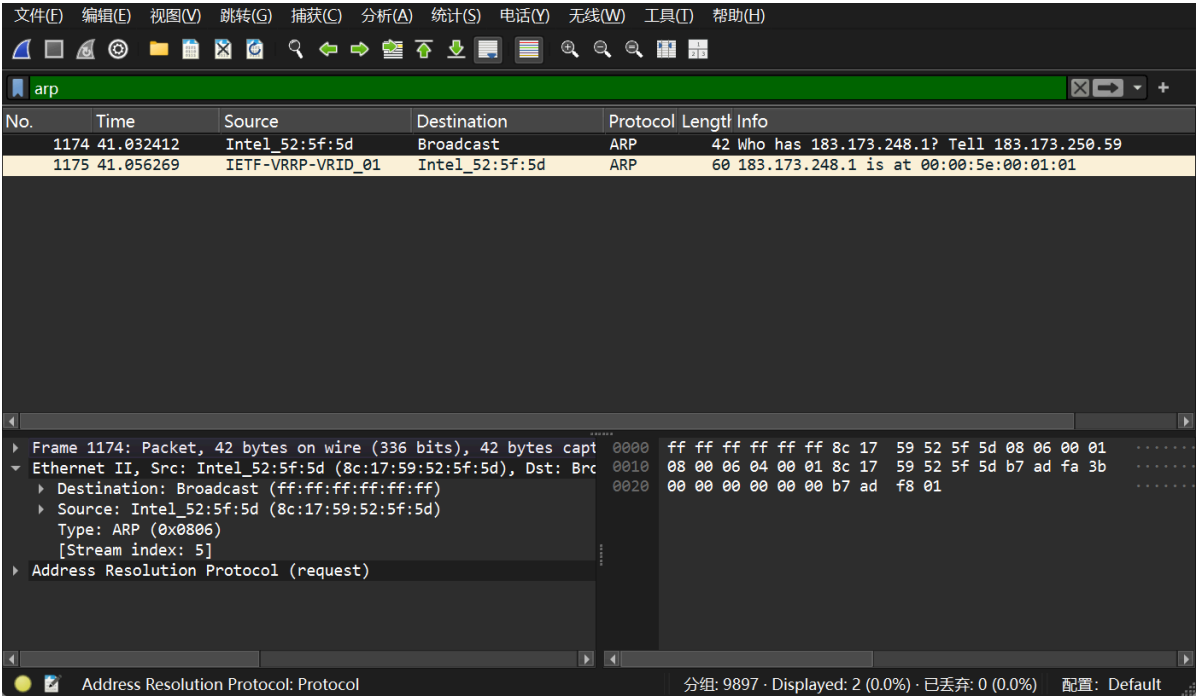 文件(F) 编辑(E) 视图(V) 跳转(G) 捕获(C) 分析(A) 统计(S) 电话(Y) 无线(W) 工具(T) 帮助(H)
arp
No. Time Source Destination Protocol Length Info
1174 41.032412 Intel_52:5f:5d Broadcast ARP 42 Who has 183.173.248.1? Tell 183.173.250.59
1175 41.056269 IETF-VRRP-VRID_01 Intel_52:5f:5d ARP 60 183.173.248.1 is at 00:00:5e:00:01:01
Frame 1174: Packet, 42 bytes on wire (336 bits), 42 bytes capt
Ethernet II, Src: Intel_52:5f:5d (8c:17:59:52:5f:5d), Dst: Brc
Destination: Broadcast (ff:ff:ff:ff:ff:ff)
Source: Intel_52:5f:5d (8c:17:59:52:5f:5d)
Type: ARP (0x0806)
[Stream index: 5]
Address Resolution Protocol (request)
0000 ff ff ff ff ff ff 8c 17 59 52 5f 5d 08 06 00 01 ·······
0010 08 00 06 04 00 01 8c 17 59 52 5f 5d b7 ad fa 3b
0020 00 00 00 00 00 00 b7 ad f8 01 ·······
Address Resolution Protocol: Protocol
分组: 9897 · Displayed: 2 (0.0%) · 已丢弃: 0 (0.0%)
配置: Default